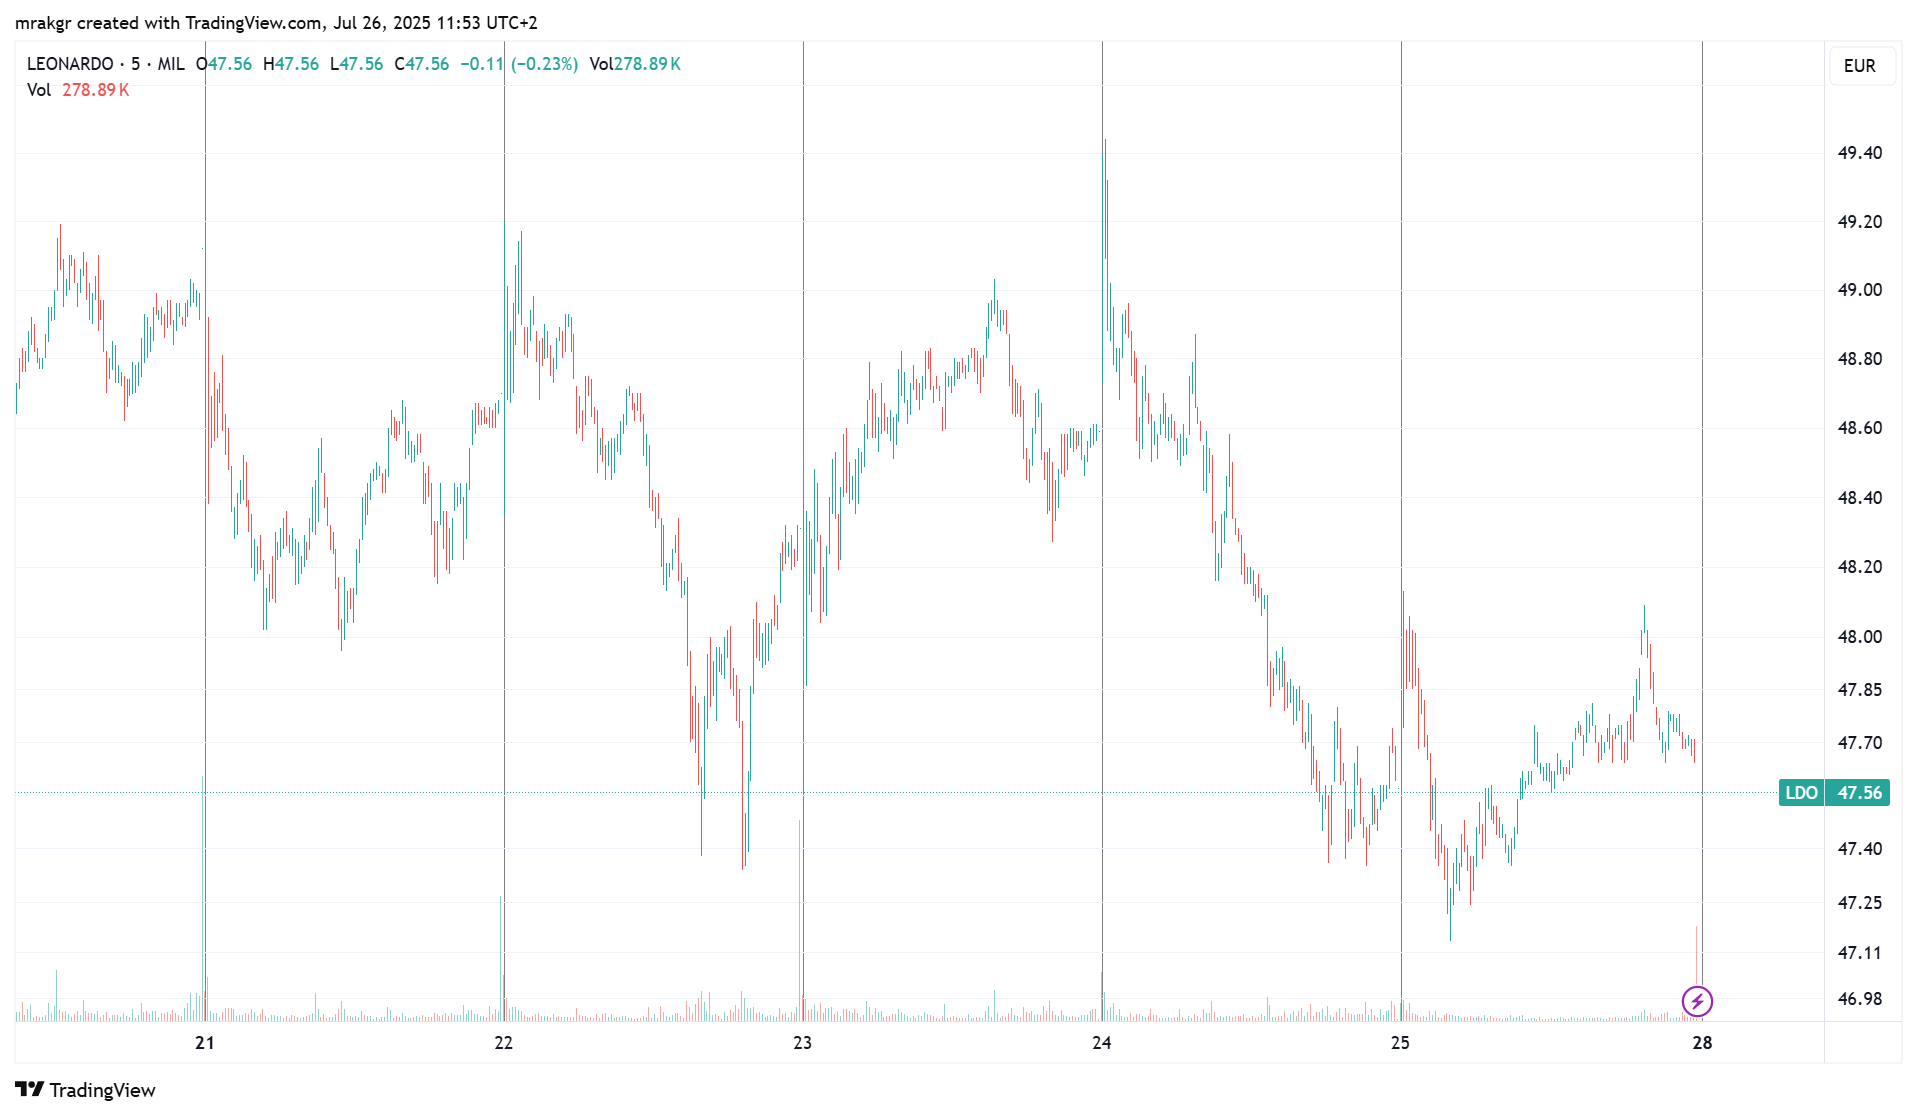 mrakgr created with TradingView.com, Jul 26, 2025 11:53 UTC+2
LEONARDO · 5 · MIL O47.56 H47.56 L47.56 C47.56 −0.11 (−0.23%) Vol278.89K
Vol 278.89K
EUR
49.40
49.20
49.00
48.80
48.60
48.40
48.20
48.00
47.85
47.70
LDO 47.56
47.40
47.25
47.11
46.98
21 22 23 24 25 28
TradingView